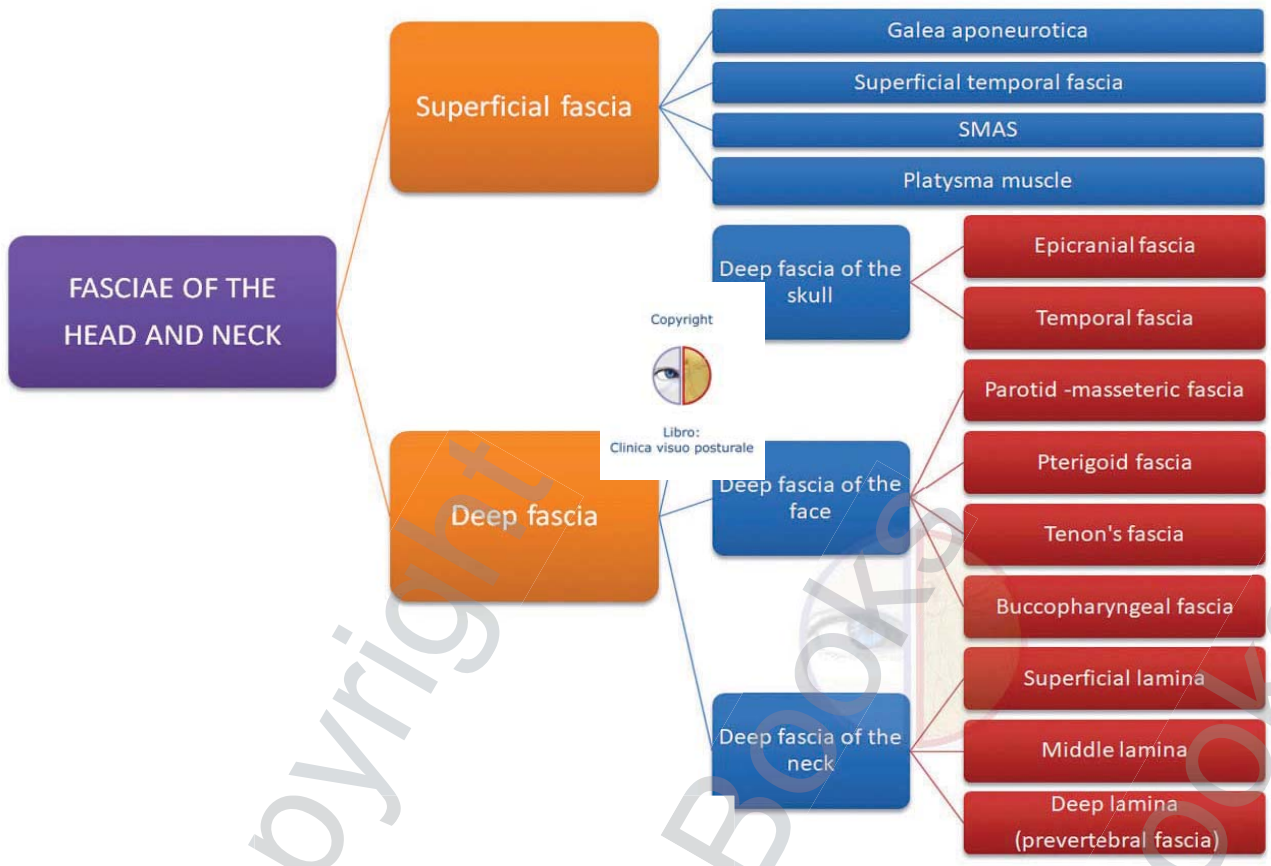 FASCIAE OF THE
HEAD AND NECK
Superficial fascia
Galea aponeurotica
Superficial temporal fascia
SMAS
Platysma muscle
Deep fascia
Deep fascia of the
skull
Epicranial fascia
Temporal fascia
Copyright
Libro:
Clinica visuo posturale
Deep fascia of the
face
Parotid -masseteric fascia
Pterigoid fascia
Tenon's fascia
Buccopharyngeal fascia
Deep fascia of the
neck
Superficial lamina
Middle lamina
Deep lamina
(prevertebral fascia)
pyright
Books
ooks